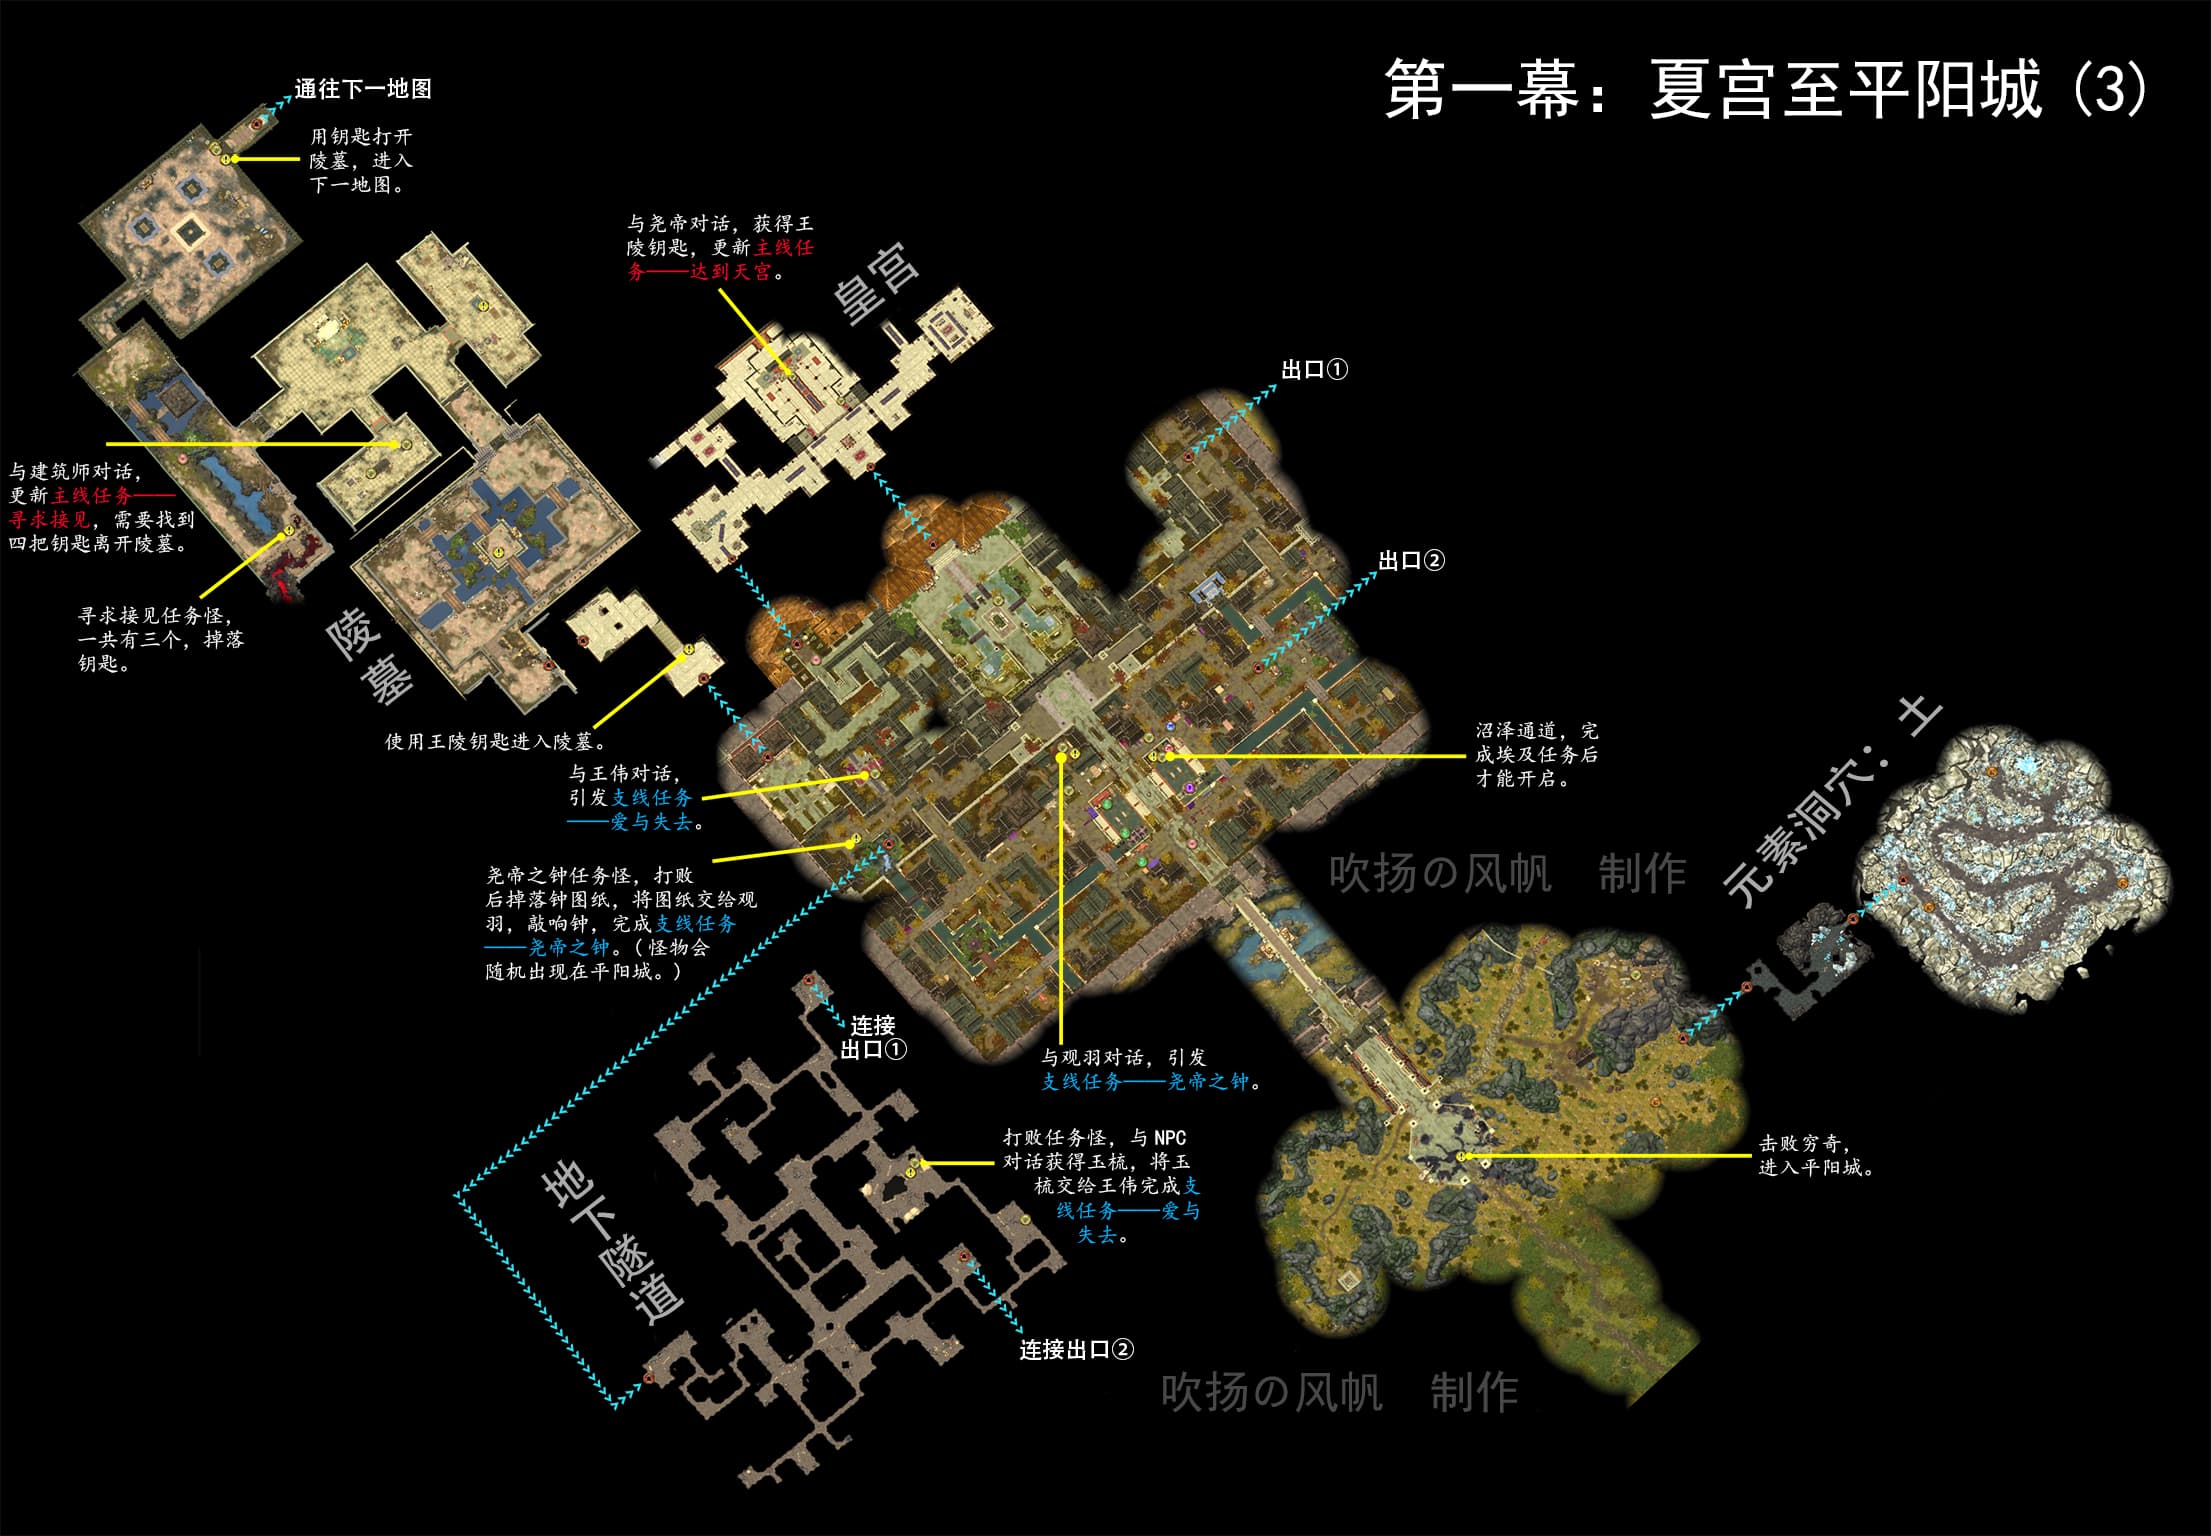 第一幕：夏宫至平阳城（3）
通往下一地图
用钥匙打开
陵墓，进入
下一地图。
与尧帝对话，获得王
陵钥匙，更新主线任
务——达到天宫。
皇宫
出口①
出口②
与建筑师对话，
更新主线任务——
寻求接见，需要找到
四把钥匙离开陵墓。
寻求接见任务怪，
一共有三个，掉落
钥匙。
陵墓
使用王陵钥匙进入陵墓。
与王伟对话，
引发支线任务
——爱与失去。
沼泽通道，完
成埃及任务后
才能开启。
元素洞穴：土
尧帝之钟任务怪，打败
后掉落钟图纸，将图纸交给观
羽，敲响钟，完成支线任务
——尧帝之钟。（怪物会
随机出现在平阳城。）
吹扬の风帆 制作
连接
出口①
与观羽对话，引发
支线任务——尧帝之钟。
打败任务怪，与 NPC
对话获得玉梳，将玉
梳交给王伟完成支
线任务——爱与
失去。
击败穷奇，
进入平阳城。
地下隧道
连接出口②
吹扬の风帆 制作